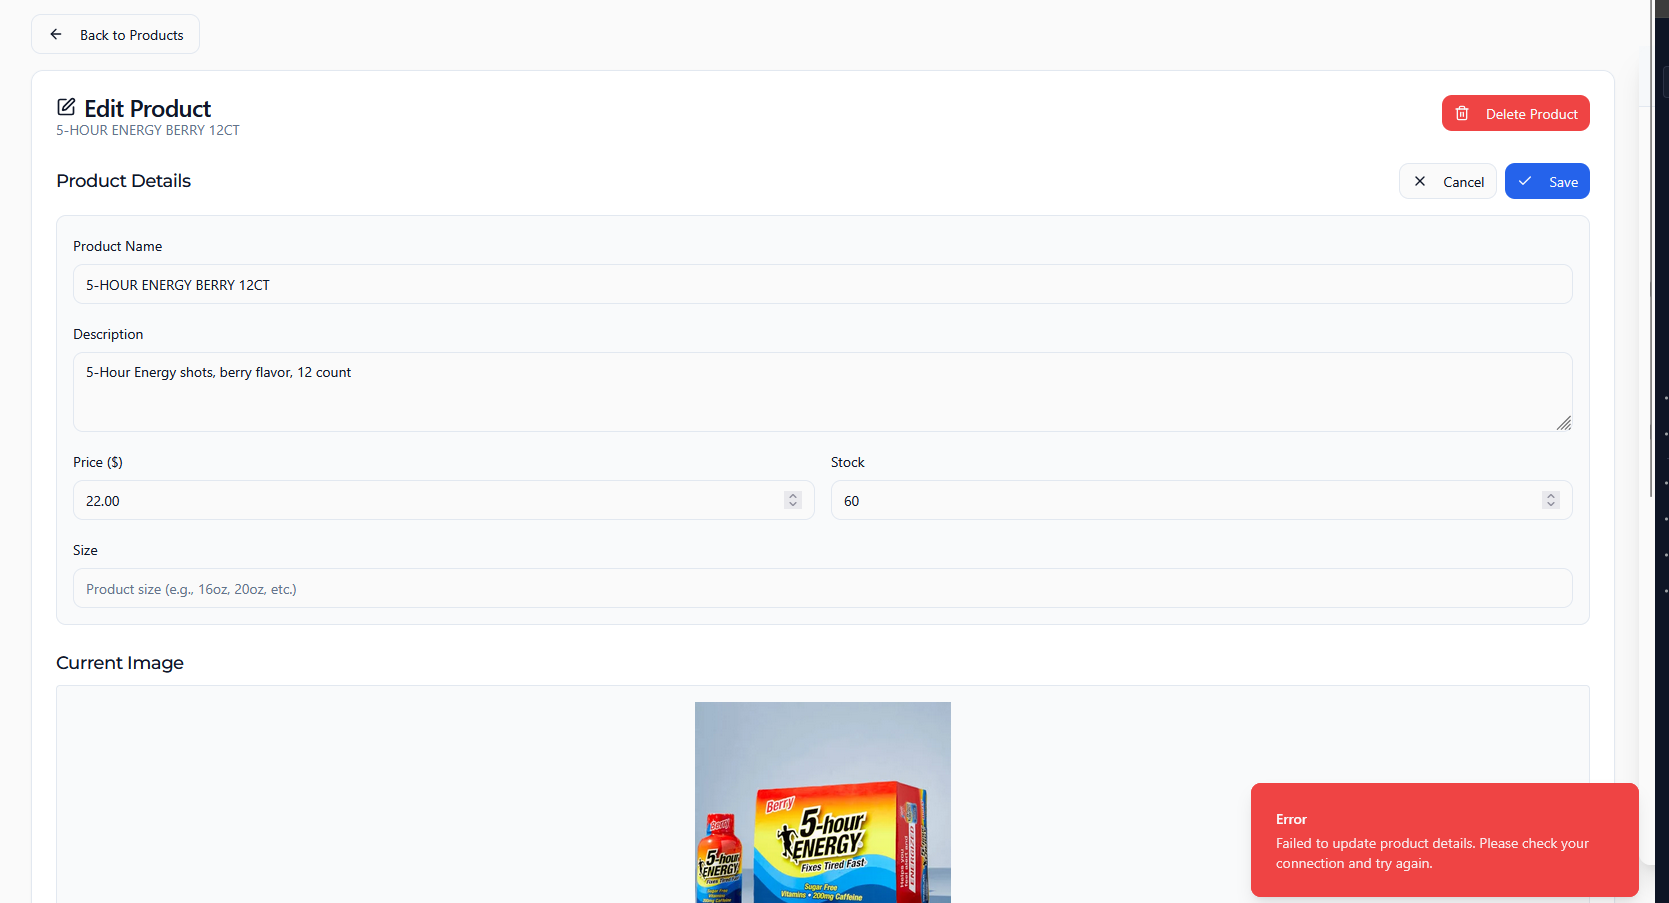 Back to Products
Edit Product
5-HOUR ENERGY BERRY 12CT
Delete Product
Product Details
Cancel
Save
Product Name
5-HOUR ENERGY BERRY 12CT
Description
5-Hour Energy shots, berry flavor, 12 count
Price ($)
Stock
22.00
60
Size
Product size (e.g., 16oz, 20oz, etc.)
Current Image
Berry
5-hour
ENERGY
Fixes Tired Fast
Sugar Free
Vitamins • 200mg Caffeine
Berry
5-hour
ENERGY
Fixes Tired Fast
Error
Failed to update product details. Please check your
connection and try again.